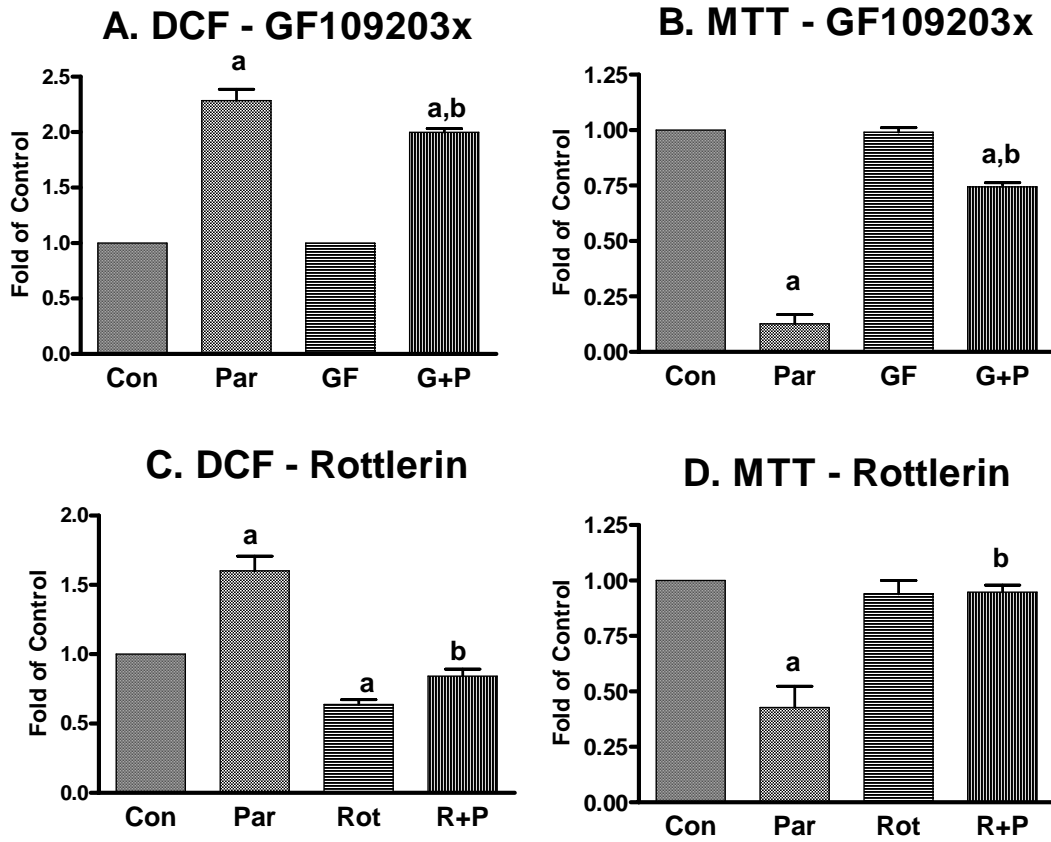 A. DCF - GF109203x
Fold of Control
2.5
2.0
1.5
1.0
0.5
0.0
a
a,b
Con Par GF G+P
B. MTT - GF109203x
Fold of Control
1.25
1.00
0.75
0.50
0.25
0.00
a
a,b
Con Par GF G+P
C. DCF - Rottlerin
Fold of Control
2.0
1.5
1.0
0.5
0.0
a
a
b
Con Par Rot R+P
D. MTT - Rottlerin
Fold of Control
1.25
1.00
0.75
0.50
0.25
0.00
a
b
Con Par Rot R+P